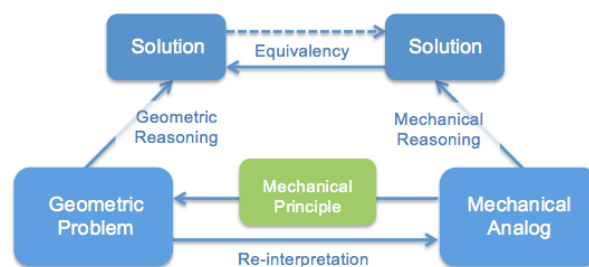 Solution
Equivalency
Solution
Geometric
Reasoning
Mechanical
Reasoning
Geometric
Problem
Mechanical
Principle
Mechanical
Analog
Re-interpretation